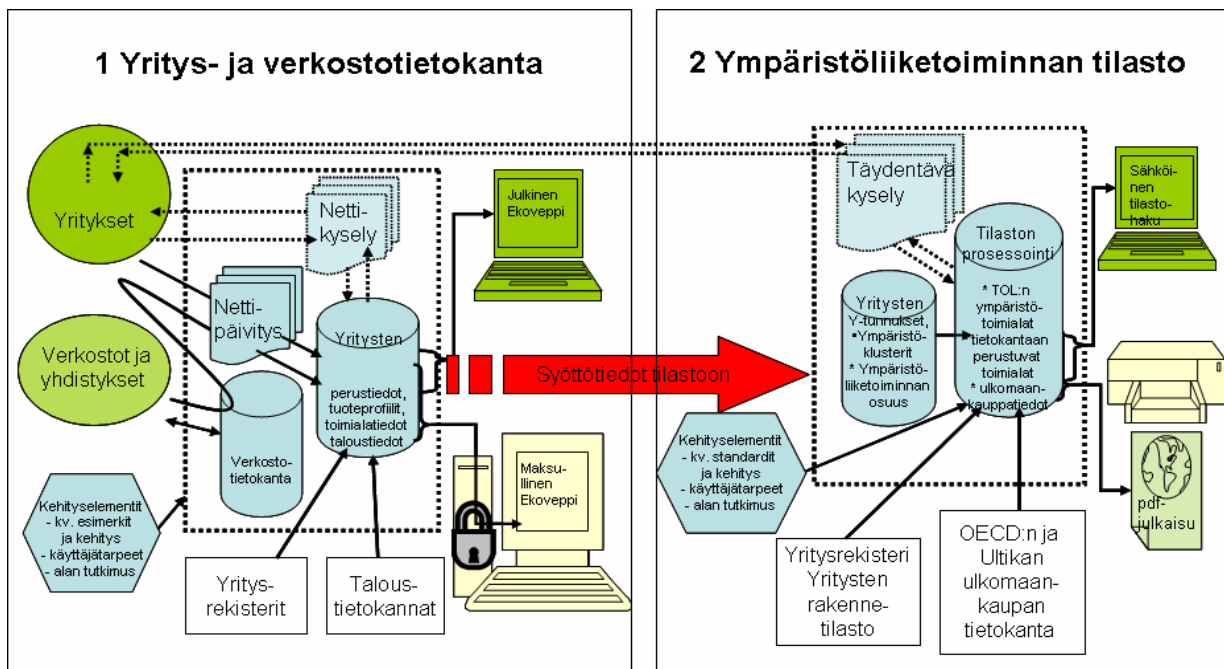 1 Yritys- ja verkostotietokanta
Yritykset
Netti-
kysely
Julkinen
Ekoveppi
Netti-
päivitys
Verkostot ja
yhdistykset
Yritysten
perustiedot,
tuoteprofiilit,
toimialatiedot
taloustiedot
Verkosto-
tietokanta
Maksu-
llinen
Ekoveppi
Kehityselementit
- kv. esimerkit
ja kehitys
- käyttäjätarpeet
- alan tutkimus
Yritys-
rekisterit
Talous-
tietokannat
Syöttötiedot tilastoon
2 Ympäristöliiketoiminnan tilasto
Täydentävä
kysely
Sähköi-
nen
tilasto-
haku
Tilaston
prosessointi
* TOL:n
ympäristö-
toimialat
tietokantaan
perustuvat
toimialat
* ulkomaan-
kauppatiedot
Yritysten
Y-tunnukset,
*Ympäristö-
klusterit
* Ympäristö-
liiketoiminnan
osuus
Kehityselementit
- kv. standardit
ja kehitys
- käyttäjätarpeet
- alan tutkimus
pdf-
julkaisu
Yritysrekisteri
Yritysten
rakenne-
tilasto
OECD:n ja
Ultikan
ulkomaan-
kaupan
tietokanta